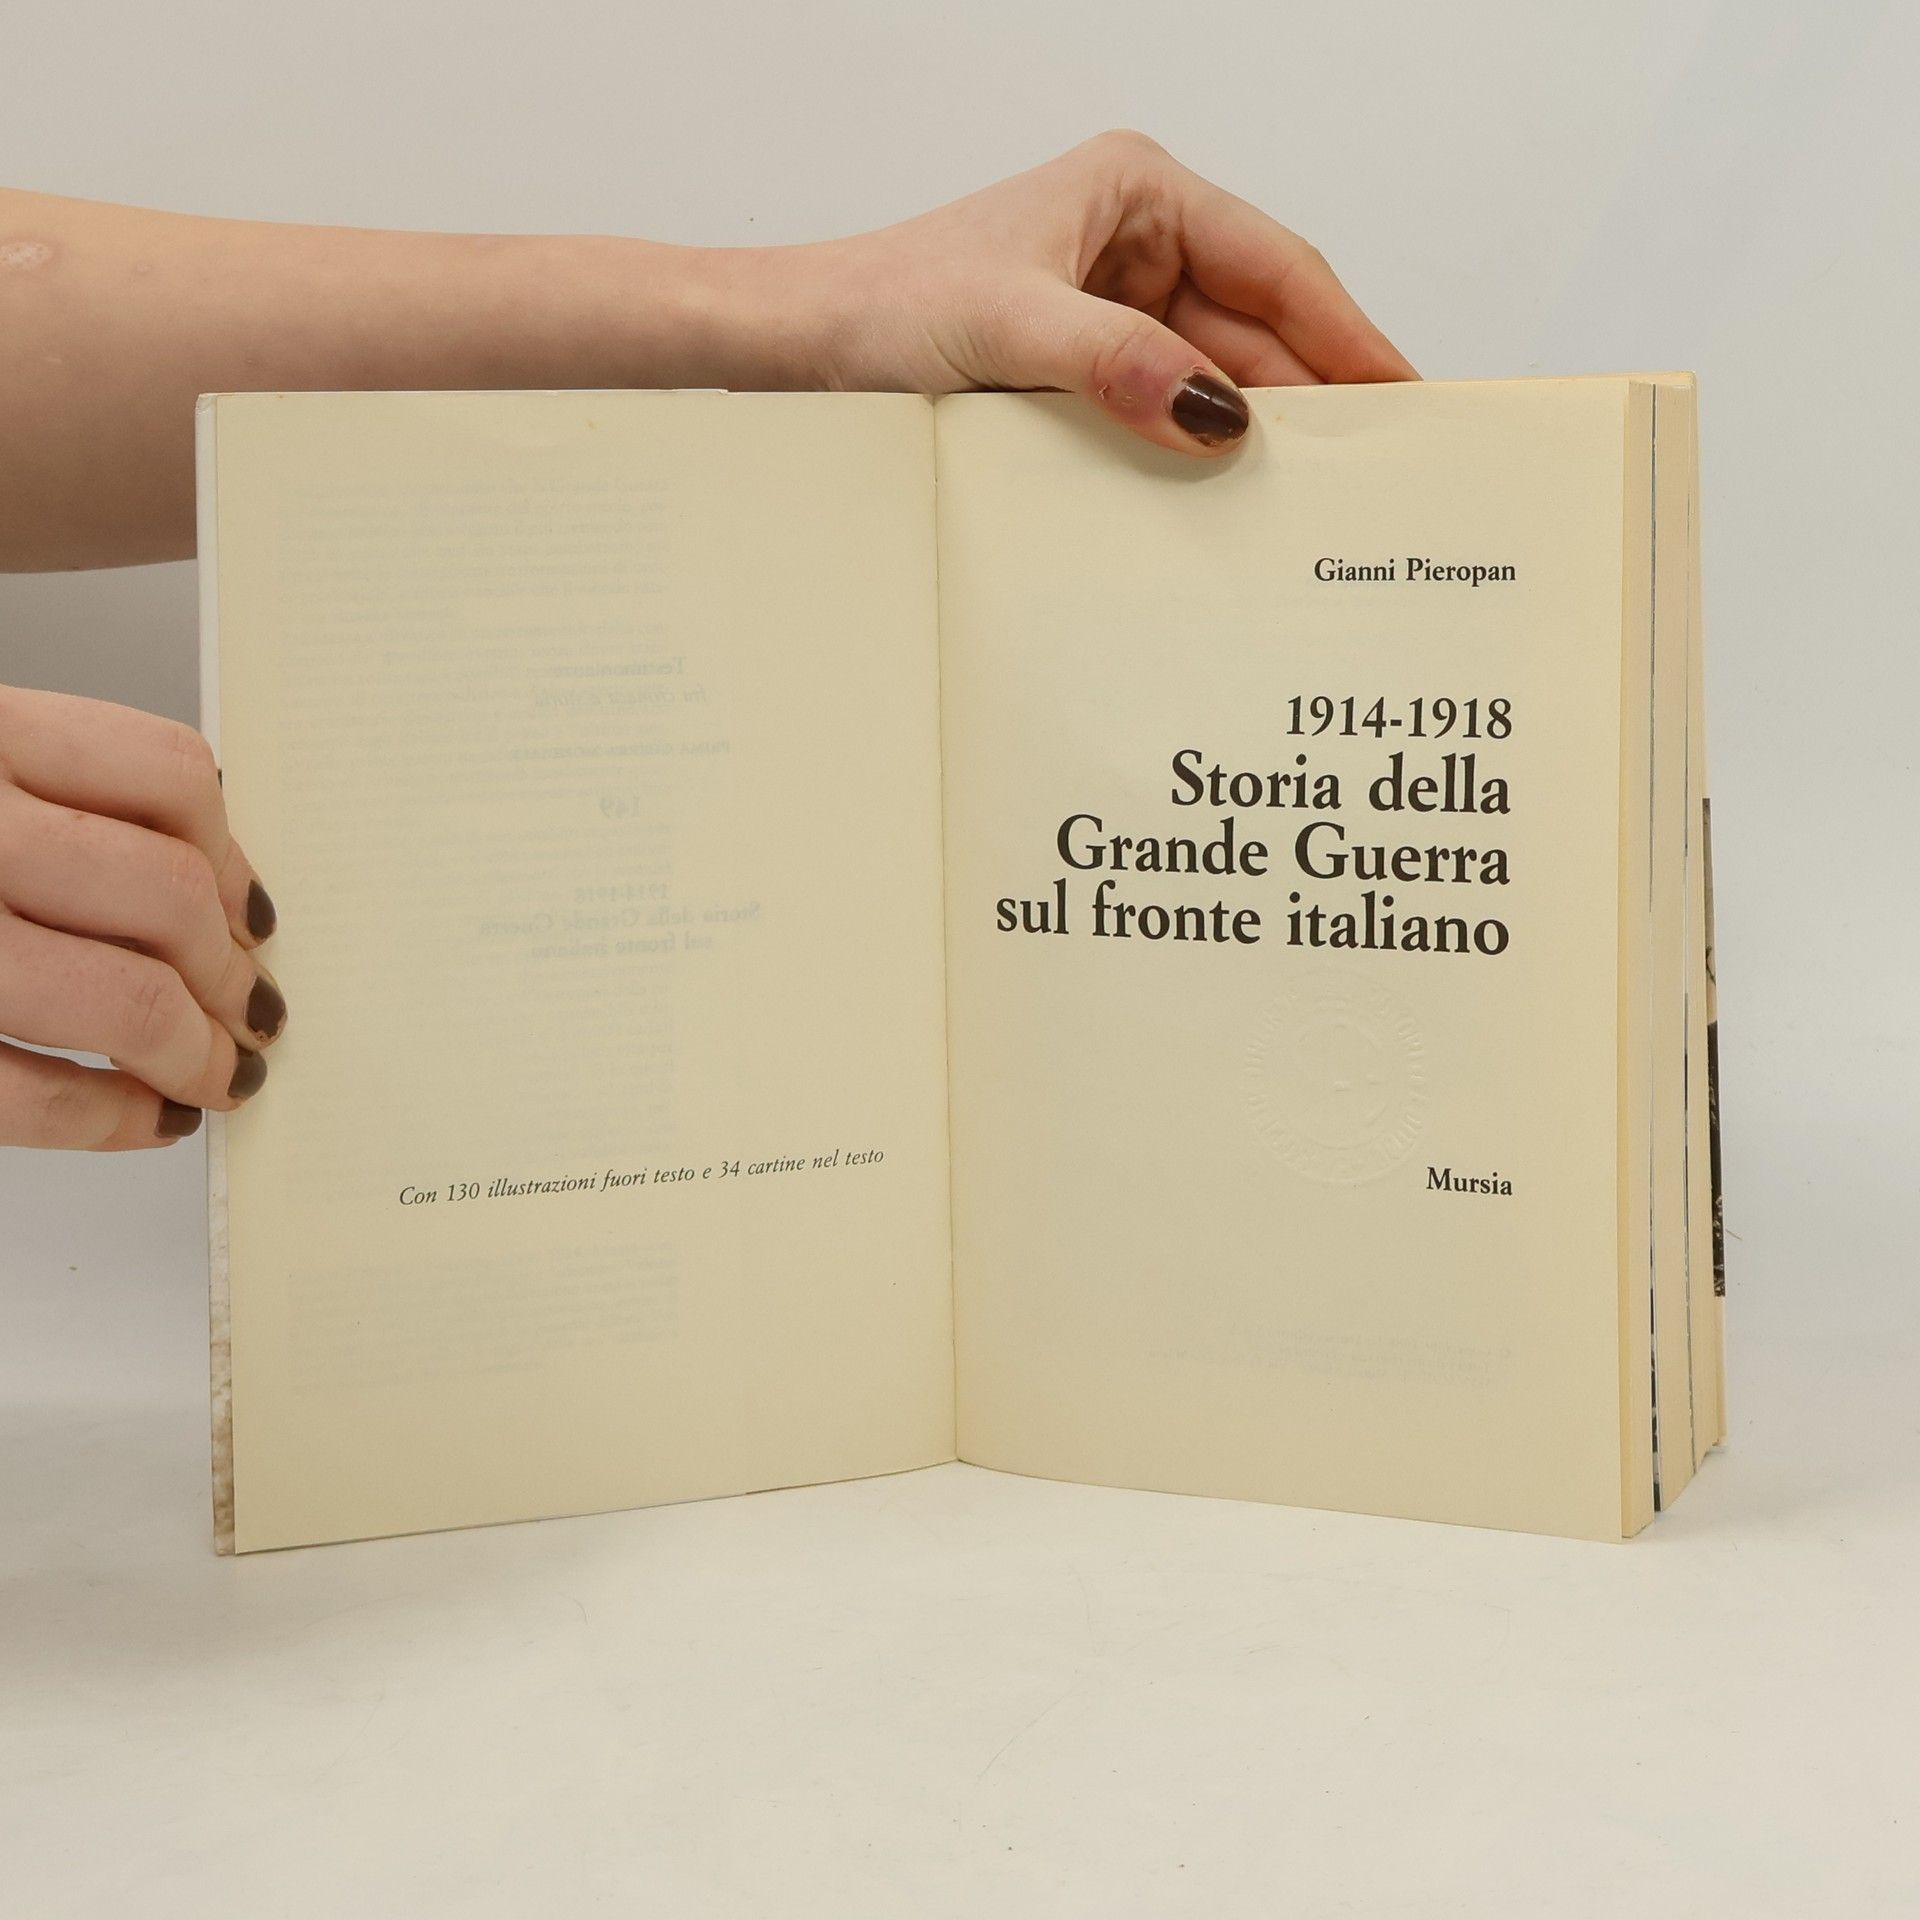 Con 130 illustrazioni fuori testo e 34 cartine nel testo
Gianni Pieropan
1914-1918
Storia della
Grande Guerra
sul fronte italiano
Mursia